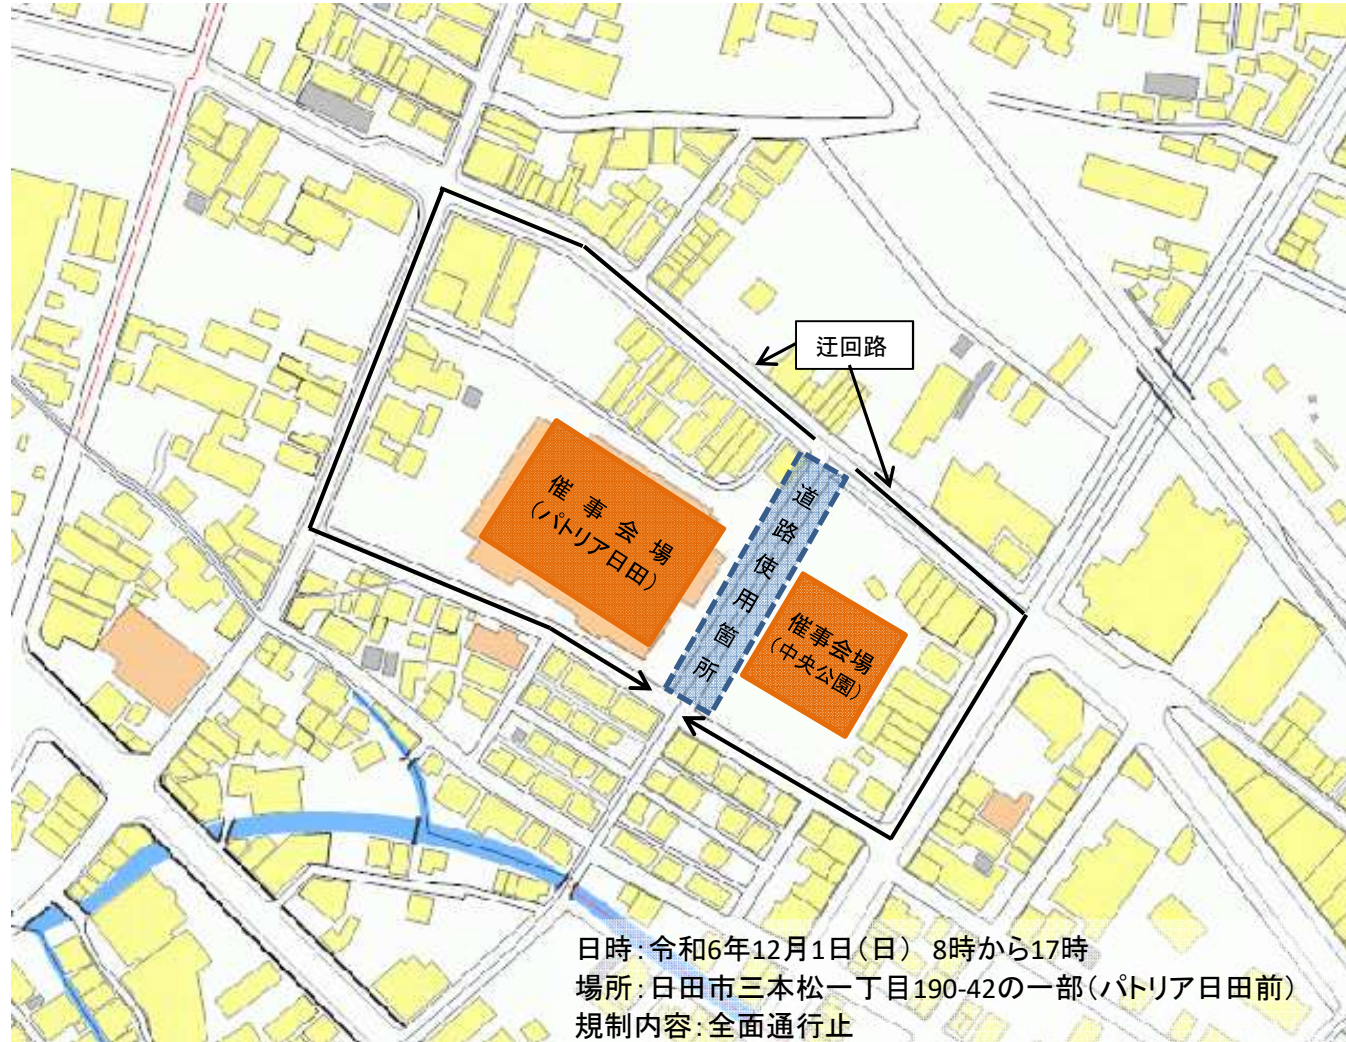 迂回路
道路使用箇所
催事会場
（パトリア日田）
催事会場
（中央公園）
日時：令和6年12月1日（日） 8時から17時
場所：日田市三本松一丁目190-42の一部（パトリア日田前）
規制内容：全面通行止